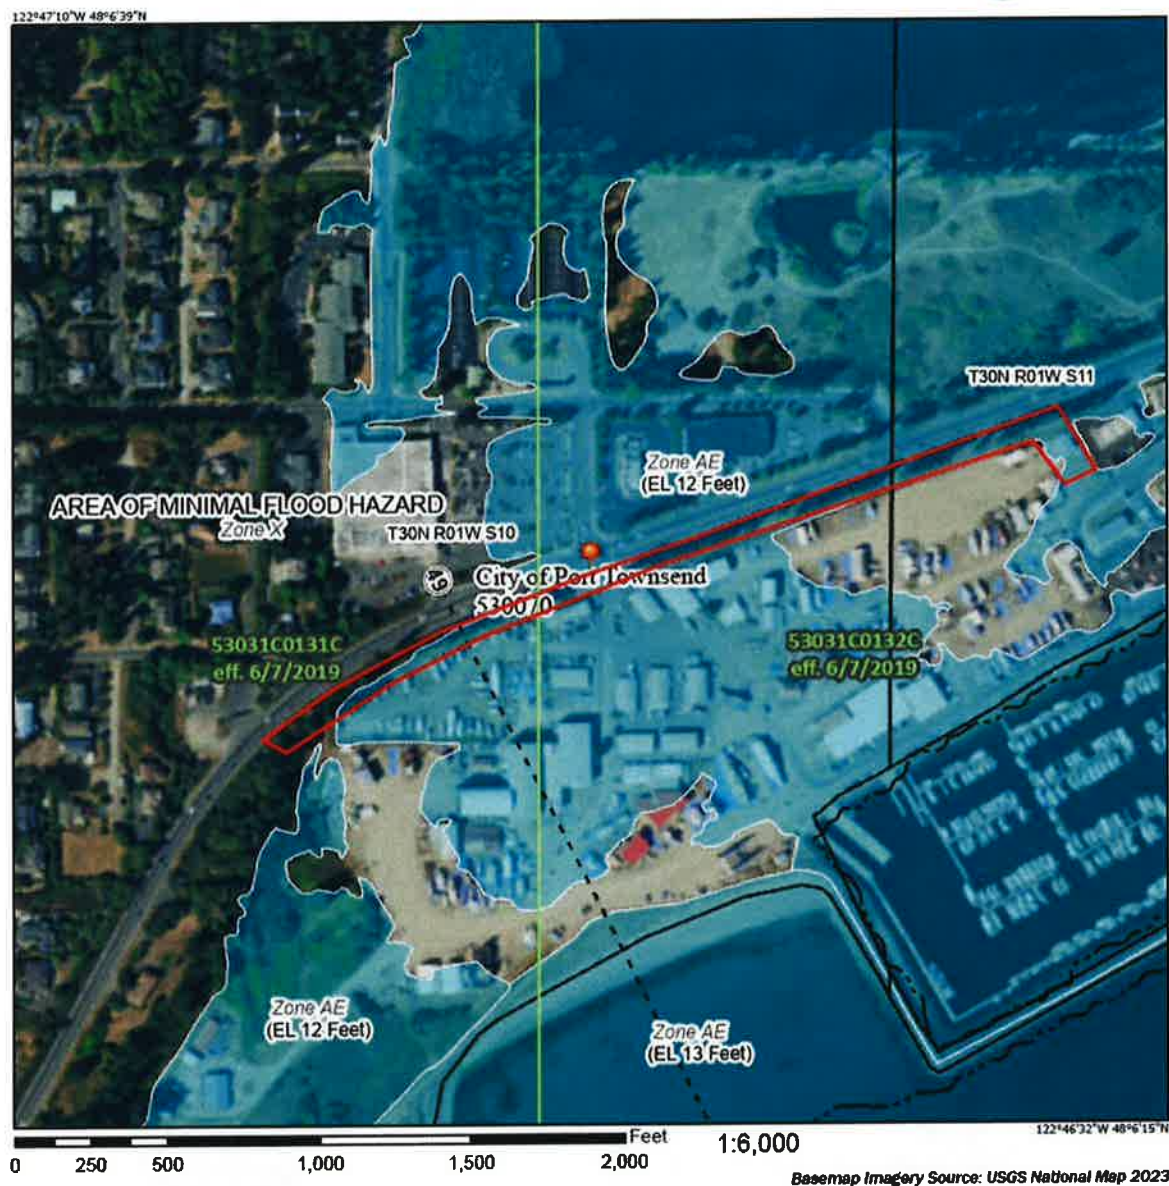 122°47'10"W 48°6'39"N
T30N R01W S11
Zone AE
(EL 12 Feet)
AREA OF MINIMAL FLOOD HAZARD
Zone X
T30N R01W S10
49
City of Port Townsend
530070
53031C0131C
eff. 6/7/2019
53031C0132C
eff. 6/7/2019
Zone AE
(EL 12 Feet)
Zone AE
(EL 13 Feet)
122°46'32"W 48°6'15"N
Feet
1:6,000
0 250 500 1,000 1,500 2,000
Basemap Imagery Source: USGS National Map 2023